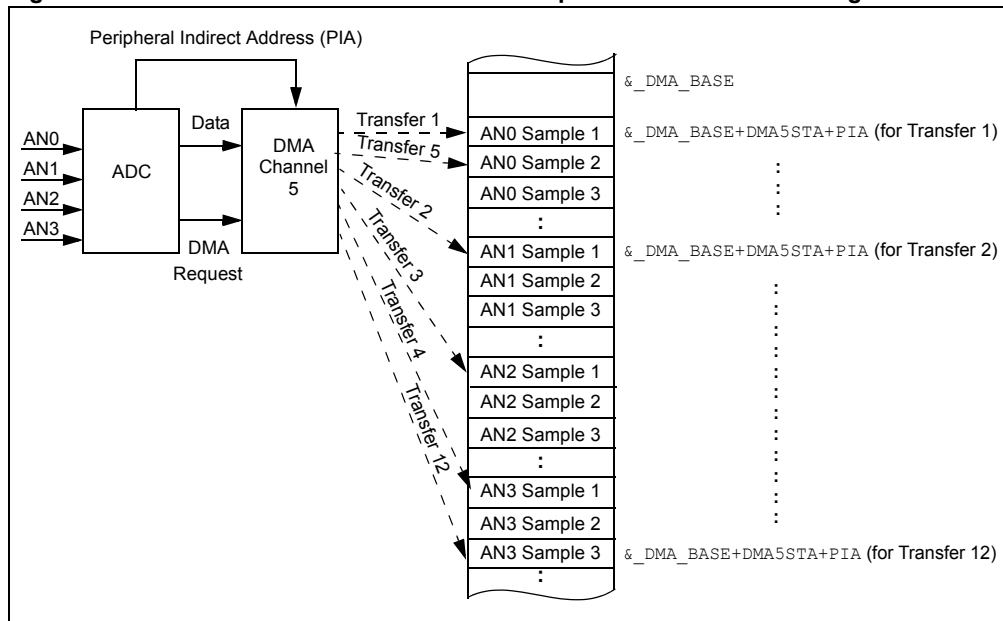 Peripheral Indirect Address (PIA)
&_DMA_BASE
AN0
AN1
AN2
AN3
ADC
Data
DMA
Request
DMA
Channel
5
Transfer 1
Transfer 5
Transfer 2
Transfer 3
Transfer 4
Transfer 12
AN0 Sample 1
&_DMA_BASE+DMA5STA+PIA (for Transfer 1)
AN0 Sample 2
AN0 Sample 3
:
AN1 Sample 1
&_DMA_BASE+DMA5STA+PIA (for Transfer 2)
AN1 Sample 2
AN1 Sample 3
:
AN2 Sample 1
AN2 Sample 2
AN2 Sample 3
:
AN3 Sample 1
AN3 Sample 2
AN3 Sample 3
&_DMA_BASE+DMA5STA+PIA (for Transfer 12)
: